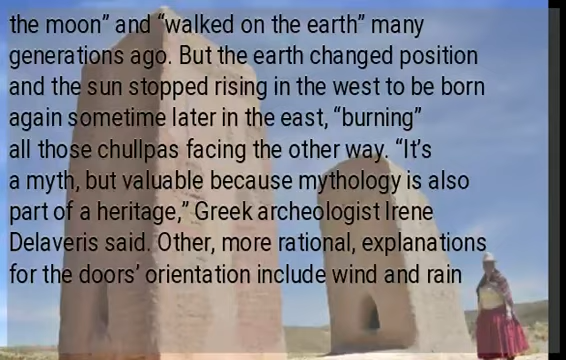 the moon” and “walked on the earth” many
generations ago. But the earth changed position
and the sun stopped rising in the west to be born
again sometime later in the east, “burning”
all those chullpas facing the other way. “It’s
a myth, but valuable because mythology is also
part of a heritage,” Greek archeologist Irene
Delaveris said. Other, more rational, explanations
for the doors’ orientation include wind and rain